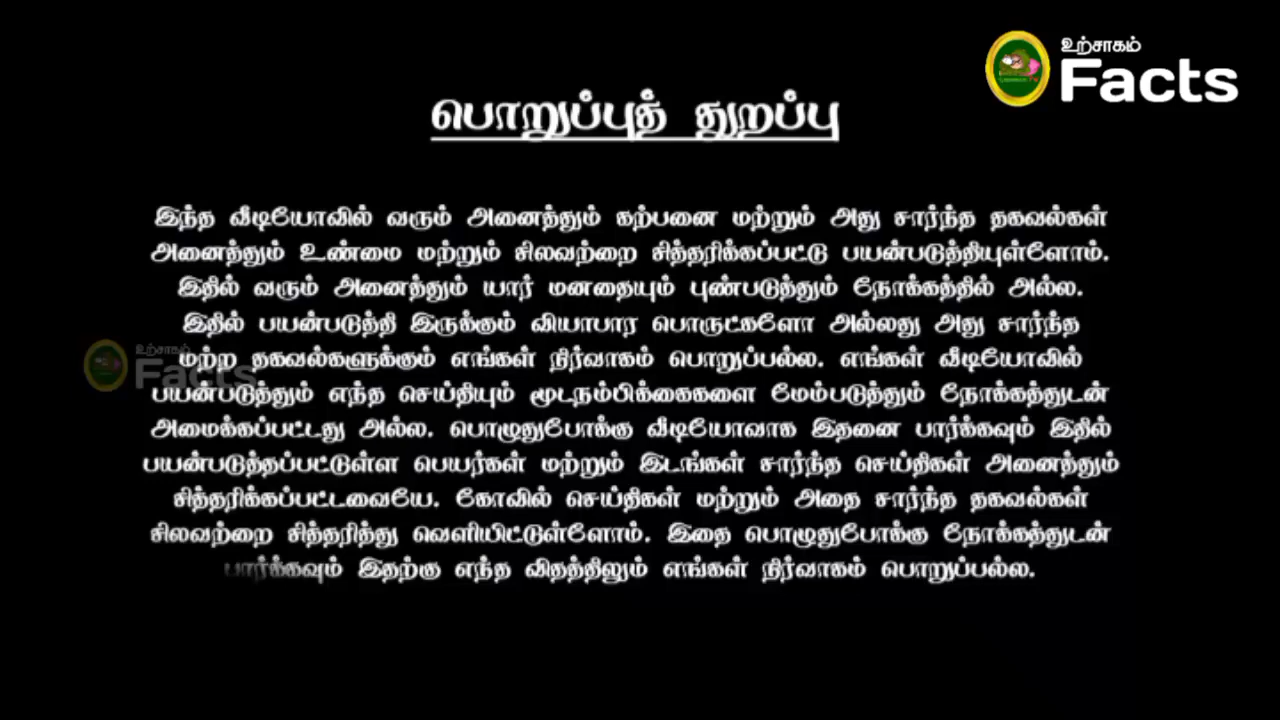 உற்சாகம்
Facts
பொறுப்புத் துறப்பு
இந்த வீடியோவில் வரும் அனைத்தும் கற்பனை மற்றும் அது சார்ந்த தகவல்கள்
அனைத்தும் உண்மை மற்றும் சிலவற்றை சித்தரிக்கப்பட்டு பயன்படுத்தியுள்ளோம்.
இதில் வரும் அனைத்தும் யார் மனதையும் புண்படுத்தும் நோக்கத்தில் அல்ல.
இதில் பயன்படுத்தி இருக்கும் வியாபார பொருட்களோ அல்லது அது சார்ந்த
மற்ற தகவல்களுக்கும் எங்கள் நிர்வாகம் பொறுப்பல்ல. எங்கள் வீடியோவில்
பயன்படுத்தும் எந்த செய்தியும் மூடநம்பிக்கைகளை மேம்படுத்தும் நோக்கத்துடன்
அமைக்கப்பட்டது அல்ல. பொழுதுபோக்கு வீடியோவாக இதனை பார்க்கவும் இதில்
பயன்படுத்தப்பட்டுள்ள பெயர்கள் மற்றும் இடங்கள் சார்ந்த செய்திகள் அனைத்தும்
சித்தரிக்கப்பட்டவையே. கோவில் செய்திகள் மற்றும் அதை சார்ந்த தகவல்கள்
சிலவற்றை சித்தரித்து வெளியிட்டுள்ளோம். இதை பொழுதுபோக்கு நோக்கத்துடன்
பார்க்கவும் இதற்கு எந்த விதத்திலும் எங்கள் நிர்வாகம் பொறுப்பல்ல.
உற்சாகம்
Facts